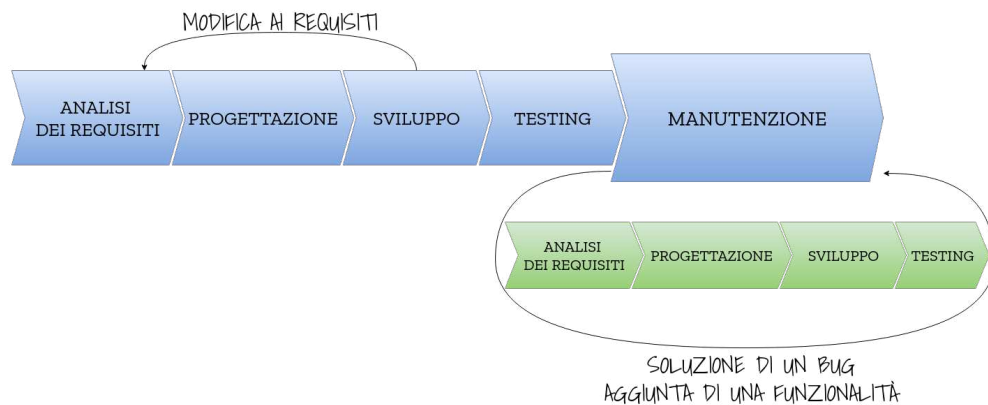 MODIFICA AI REQUISITI
ANALISI
DEI REQUISITI
PROGETTAZIONE
SVILUPPO
TESTING
MANUTENZIONE
ANALISI
DEI REQUISITI
PROGETTAZIONE
SVILUPPO
TESTING
SOLUZIONE DI UN BUG
AGGIUNTA DI UNA FUNZIONALITÀ